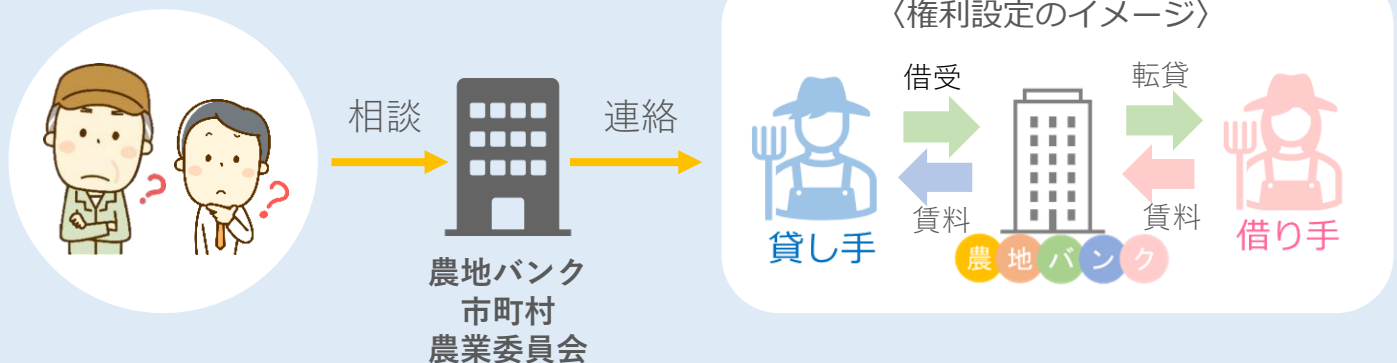 相談
?
?
農地バンク
市町村
農業委員会
連絡
〈権利設定のイメージ〉
借受
転貸
賃料
賃料
貸し手
農地バンク
借り手